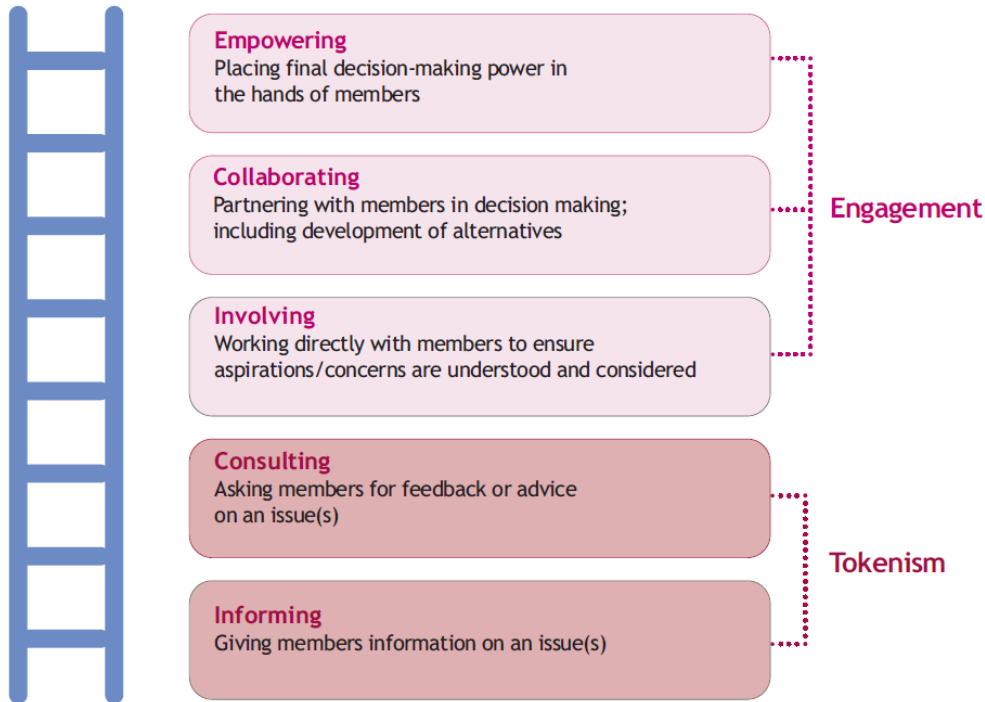 Empowering
Placing final decision-making power in
the hands of members
Collaborating
Partnering with members in decision making;
including development of alternatives
Engagement
Involving
Working directly with members to ensure
aspirations/concerns are understood and considered
Consulting
Asking members for feedback or advice
on an issue(s)
Tokenism
Informing
Giving members information on an issue(s)